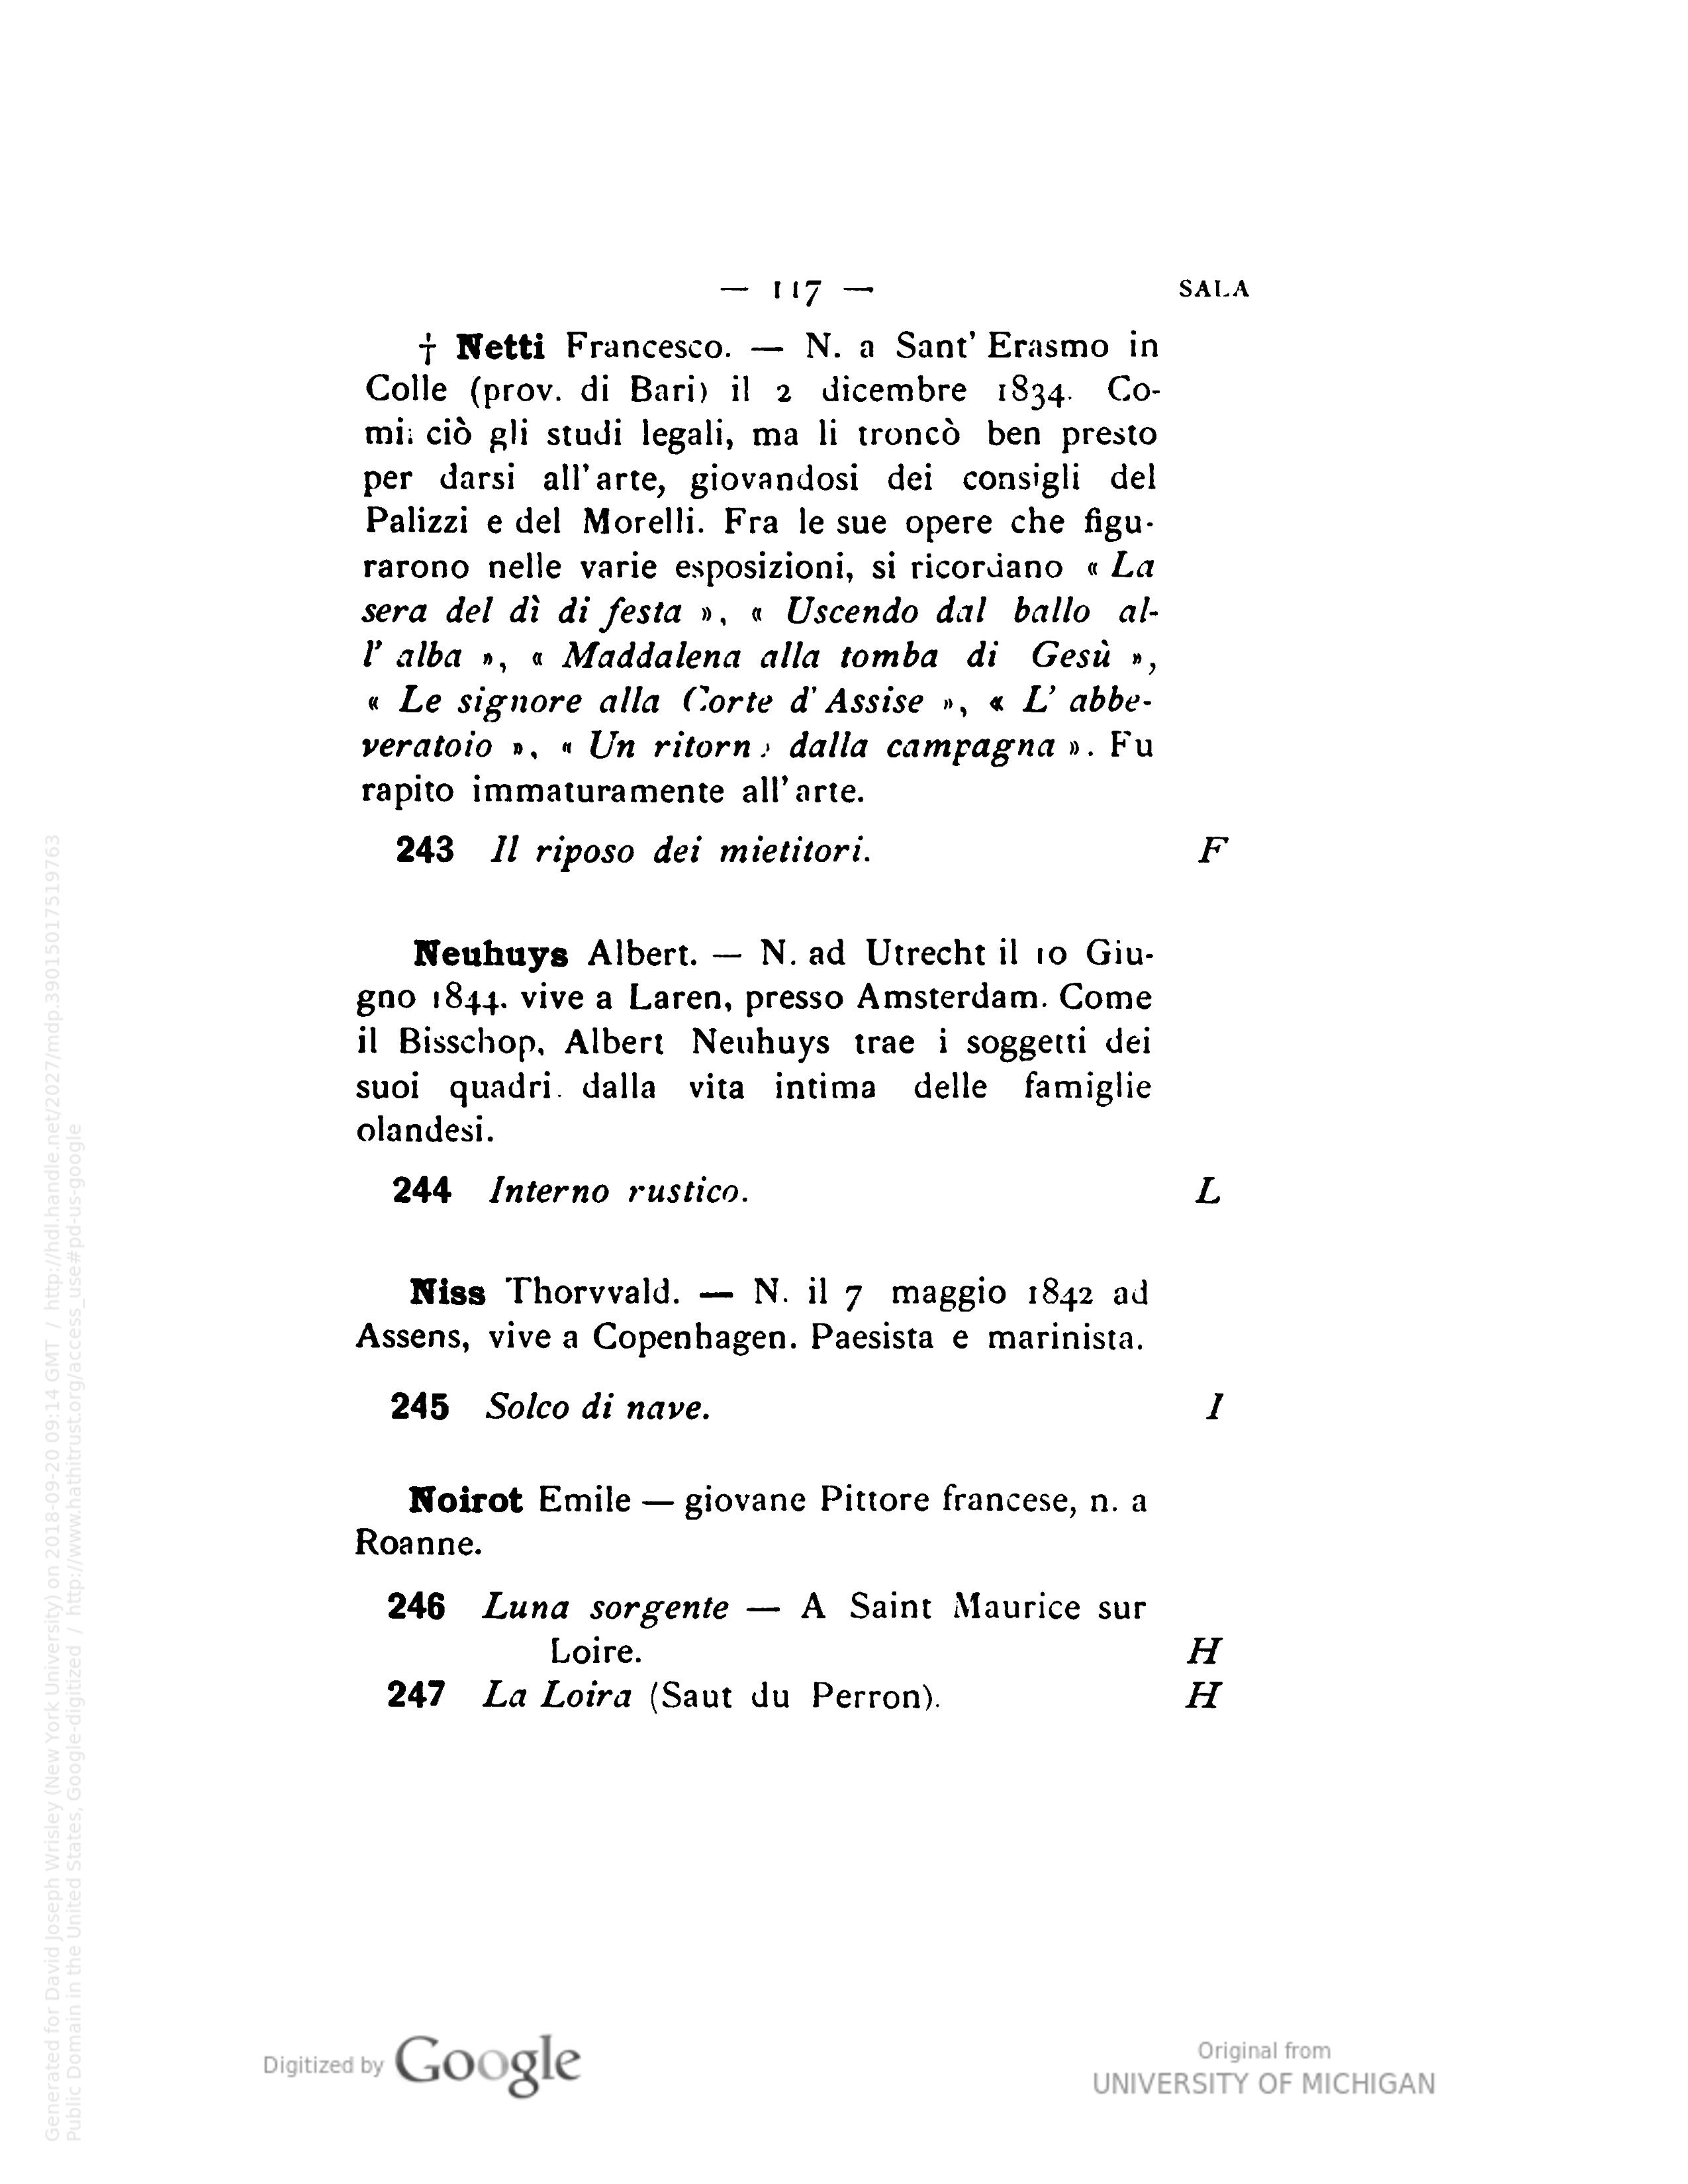 — 117 — SALA
† Netti Francesco. — N. a Sant' Erasmo in
Colle (prov. di Bari) il 2 dicembre 1834. Co-
minciò gli studi legali, ma li troncò ben presto
per darsi all'arte, giovandosi dei consigli del
Palizzi e del Morelli. Fra le sue opere che figu-
rarono nelle varie esposizioni, si ricordano « La
sera del dì di festa », « Uscendo dal ballo al-
l' alba », « Maddalena alla tomba di Gesù »,
« Le signore alla Corte d' Assise », « L' abbe-
veratoio », « Un ritorno dalla campagna ». Fu
rapito immaturamente all'arte.
243 Il riposo dei mietitori. F
Neuhuys Albert. — N. ad Utrecht il 10 Giu-
gno 1844. vive a Laren, presso Amsterdam. Come
il Bisschop, Albert Neuhuys trae i soggetti dei
suoi quadri. dalla vita intima delle famiglie
olandesi.
244 Interno rustico. L
Niss Thorvvald. — N. il 7 maggio 1842 ad
Assens, vive a Copenhagen. Paesista e marinista.
245 Solco di nave. I
Noirot Emile — giovane Pittore francese, n. a
Roanne.
246 Luna sorgente — A Saint Maurice sur
Loire. H
247 La Loira (Saut du Perron). H
Generated for David Joseph Wrisley (New York University) on 2018-09-20 09:14 GMT / http://hdl.handle.net/2027/mdp.39015017519763
Public Domain in the United States, Google-digitized / http://www.hathitrust.org/access_use#pd-us-google
Digitized by Google
Original from
UNIVERSITY OF MICHIGAN